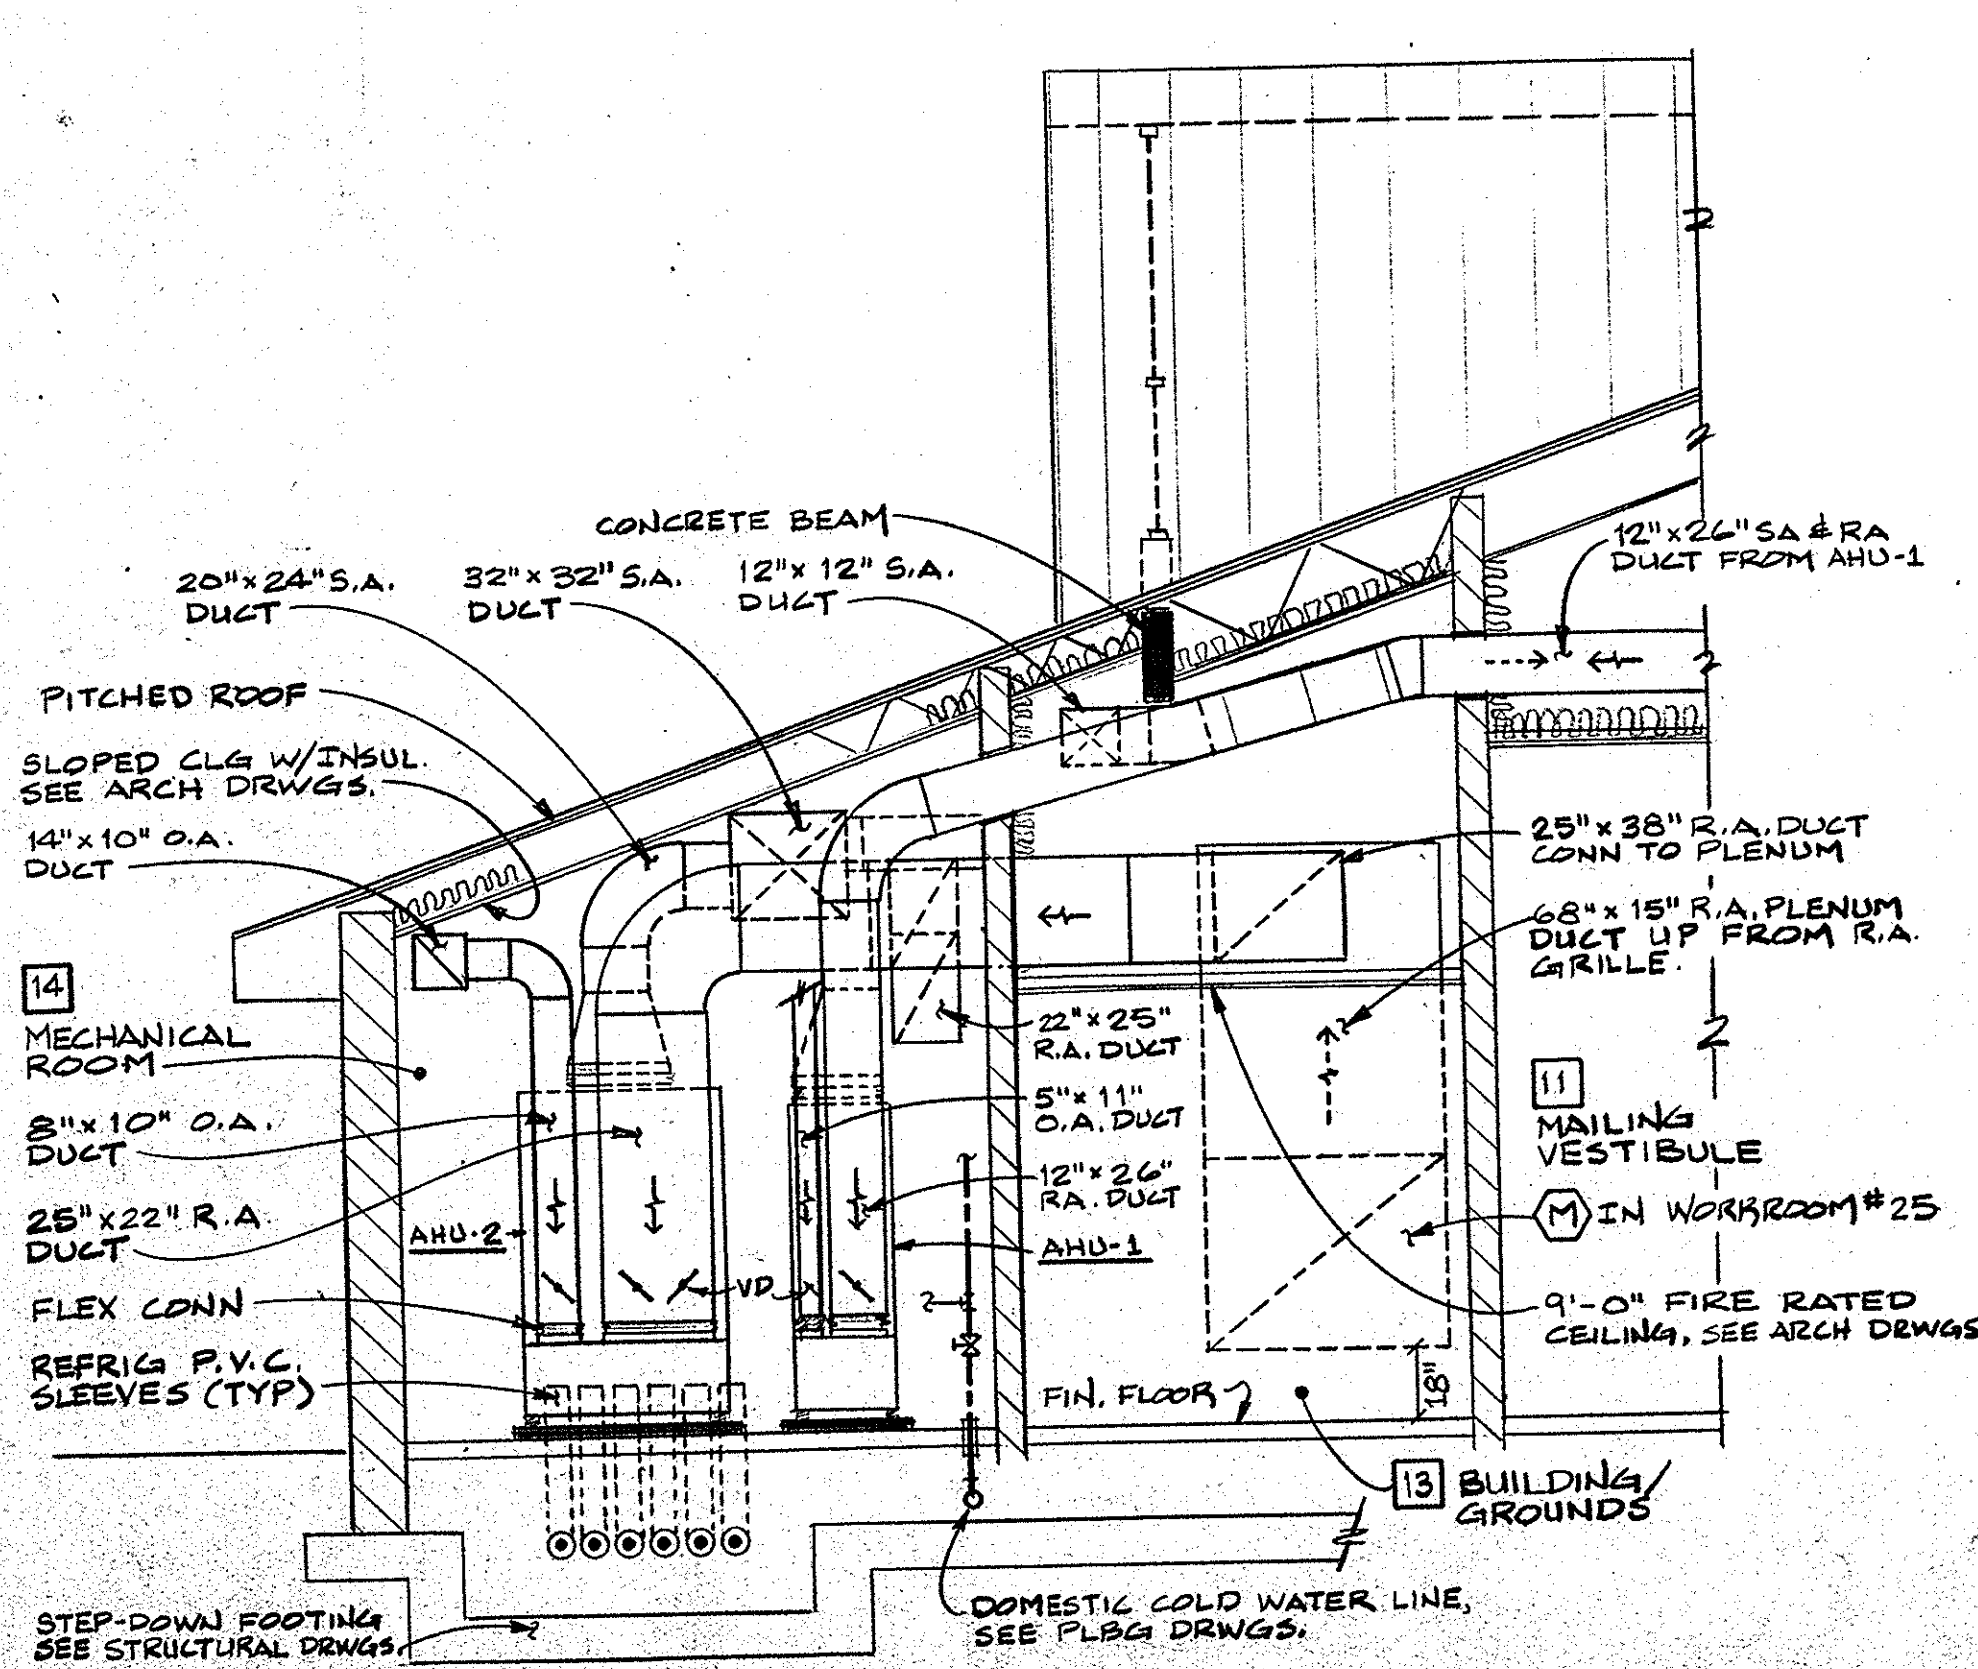 CONCRETE BEAM
20"x24" S.A.
DUCT
32"x32" S.A.
DUCT
12"x12" S.A.
DUCT
12"x26" SA & RA
DUCT FROM AHU-1
PITCHED ROOF
SLOPED CLG W/INSUL.
SEE ARCH DRWGS.
14"x10" O.A.
DUCT
25"x38" R.A. DUCT
CONN TO PLENUM
68"x15" R.A. PLENUM
DUCT UP FROM R.A.
GRILLE.
14
MECHANICAL
ROOM
22"x25"
R.A. DUCT
5"x11"
O.A. DUCT
11
MAILING
VESTIBULE
8"x10" O.A.
DUCT
12"x26"
RA. DUCT
M IN WORKROOM #25
25"x22" R.A
DUCT
AHU-2
AHU-1
VD
FLEX CONN
9'-0" FIRE RATED
CEILING, SEE ARCH DRWGS
REFRIG P.V.C.
SLEEVES (TYP)
FIN. FLOOR
18"
13 BUILDING/
GROUNDS
STEP-DOWN FOOTING
SEE STRUCTURAL DRWGS.
DOMESTIC COLD WATER LINE,
SEE PLBG DRWGS.